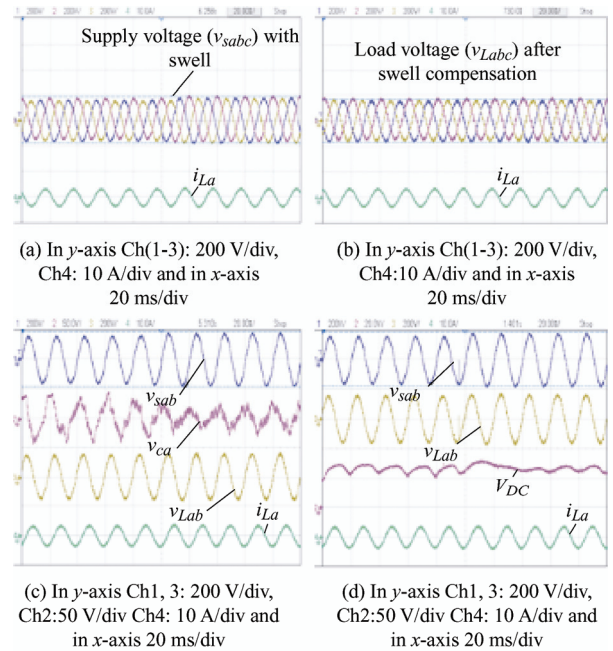 Supply voltage (vsabc) with
swell
iLa
Load voltage (vLabc) after
swell compensation
iLa
(a) In y-axis Ch(1-3): 200 V/div,
Ch4: 10 A/div and in x-axis
20 ms/div
(b) In y-axis Ch(1-3): 200 V/div,
Ch4:10 A/div and in x-axis
20 ms/div
vsab
vca
vLab
iLa
vsab
vLab
VDC
iLa
(c) In y-axis Ch1, 3: 200 V/div,
Ch2:50 V/div Ch4: 10 A/div and
in x-axis 20 ms/div
(d) In y-axis Ch1, 3: 200 V/div,
Ch2:50 V/div Ch4: 10 A/div and
in x-axis 20 ms/div